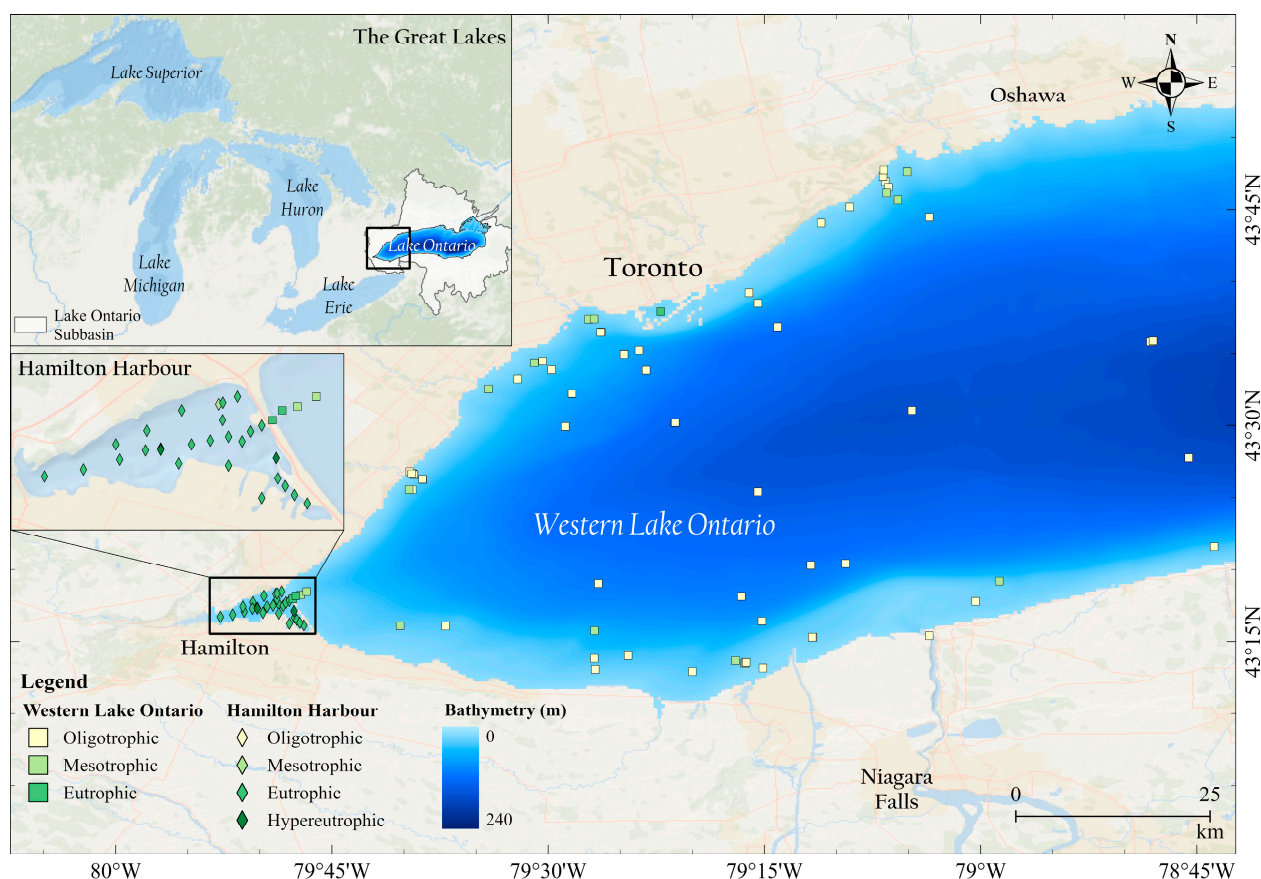 The Great Lakes
Lake Superior
Lake
Huron
Lake
Michigan
Lake
Erie
Lake Ontario
Lake Ontario
Subbasin
N
W
E
S
Oshawa
Toronto
Western Lake Ontario
Hamilton Harbour
Hamilton
Niagara
Falls
Legend
Western Lake Ontario
Oligotrophic
Mesotrophic
Eutrophic
Hamilton Harbour
Oligotrophic
Mesotrophic
Eutrophic
Hypereutrophic
Bathymetry (m)
0
240
0
25
km
43°45'N
43°30'N
43°15'N
80°W
79°45'W
79°30'W
79°15'W
79°W
78°45'W